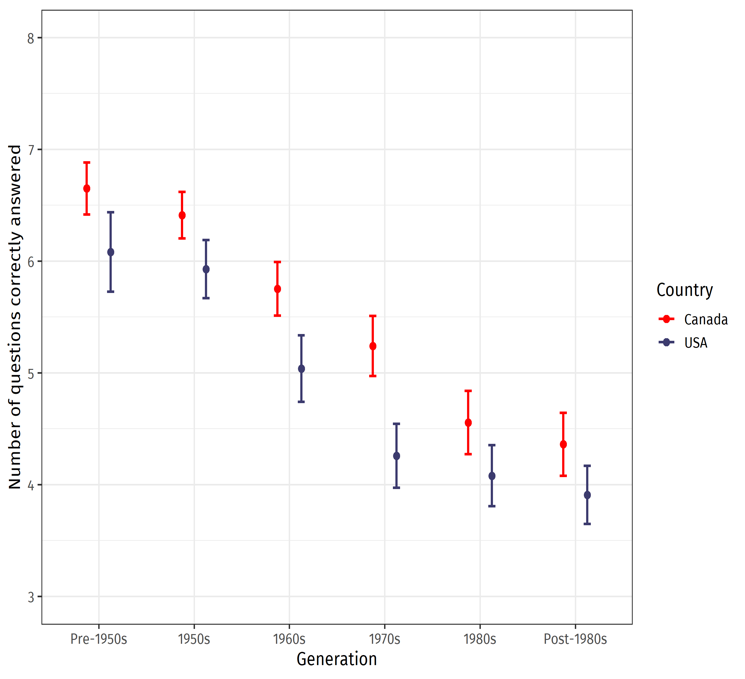 8
7
6
5
4
3
Number of questions correctly answered
Pre-1950s 1950s 1960s 1970s 1980s Post-1980s
Generation
Country
Canada
USA